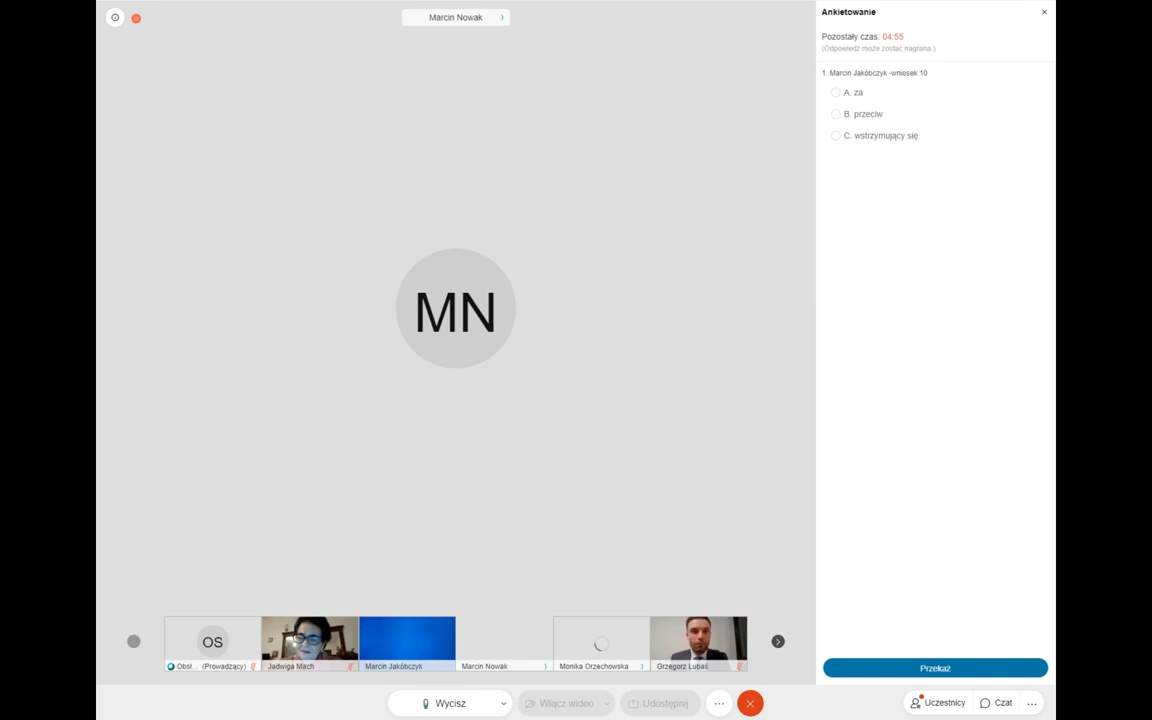 Marcin Nowak
Ankietowanie
Pozostały czas: 04:55
(Odpowiedź może zostać nagrana.)
1. Marcin Jakóbczyk -wniosek 10
A. za
B. przeciw
C. wstrzymujący się
MN
OS
Obsł... (Prowadzący)
Jadwiga Mach
Marcin Jakóbczyk
Marcin Nowak
Monika Orzechowska
Grzegorz Lubaś
Przekaż
Wycisz
Włącz wideo
Udostępnij
Uczestnicy
Czat